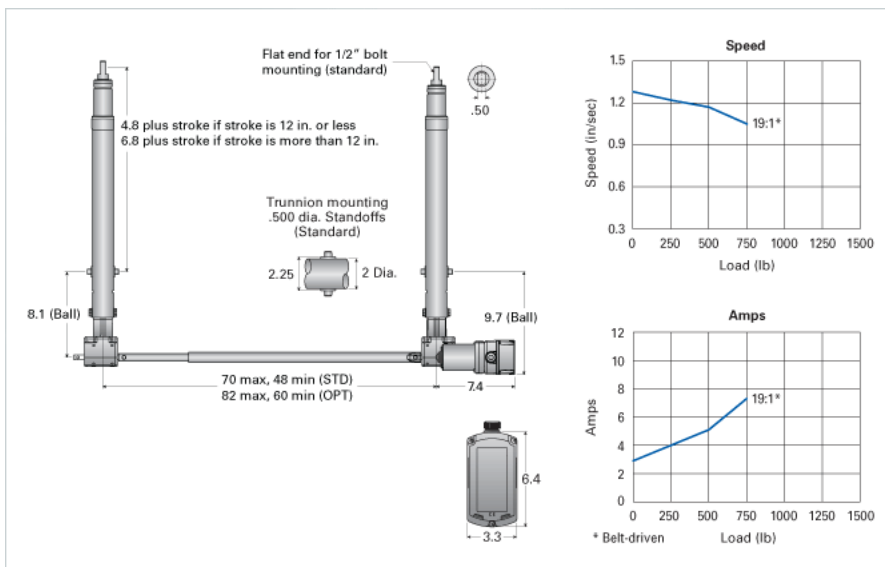 Flat end for 1/2" bolt
mounting (standard)
.50
4.8 plus stroke if stroke is 12 in. or less
6.8 plus stroke if stroke is more than 12 in.
Trunnion mounting
.500 dia. Standoffs
(Standard)
2.25
2 Dia.
8.1 (Ball)
9.7 (Ball)
70 max, 48 min (STD)
82 max, 60 min (OPT)
7.4
6.4
3.3
Speed
Speed (in/sec)
1.5
1.2
0.9
0.6
0.3
19:1*
0 250 500 750 1000 1250 1500
Load (lb)
Amps
Amps
12
10
8
6
4
2
0
19:1*
0 250 500 750 1000 1250 1500
* Belt-driven
Load (lb)